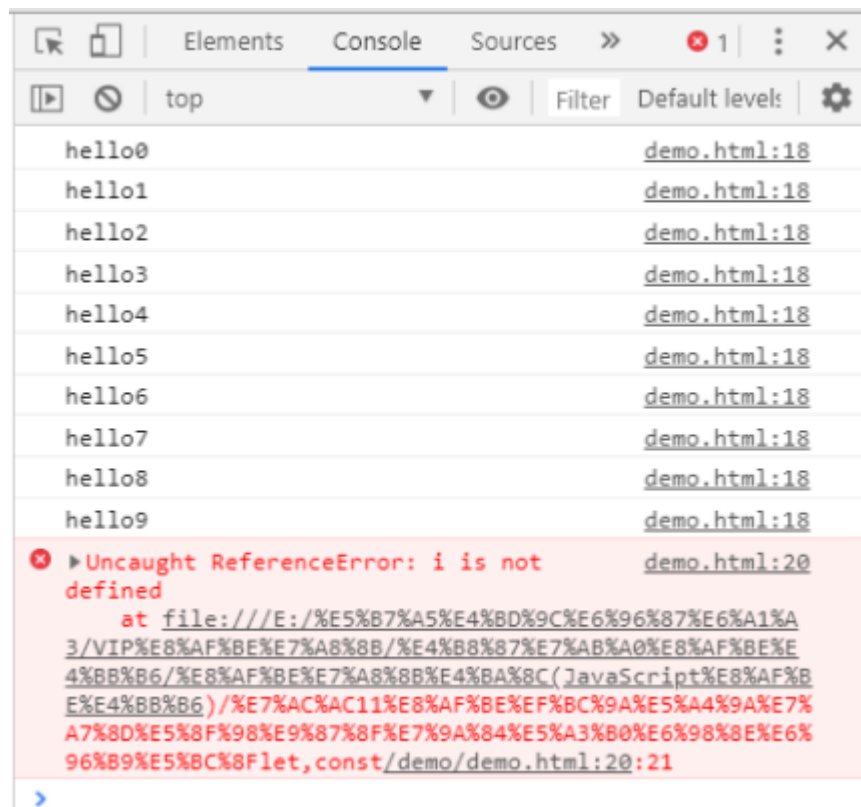 Elements Console Sources » 1
top Filter Default levels
hello0 demo.html:18
hello1 demo.html:18
hello2 demo.html:18
hello3 demo.html:18
hello4 demo.html:18
hello5 demo.html:18
hello6 demo.html:18
hello7 demo.html:18
hello8 demo.html:18
hello9 demo.html:18
Uncaught ReferenceError: i is not demo.html:20
defined
at file:///E:/%E5%B7%A5%E4%BD%9C%E6%96%87%E6%A1%A
3/VIP%E8%AF%BE%E7%A8%8B/%E4%B8%87%E7%AB%A0%E8%AF%BE%E
4%BB%B6/%E8%AF%BE%E7%A8%8B%E4%BA%8C(JavaScript%E8%AF%B
E%E4%BB%B6)/%E7%AC%AC11%E8%AF%BE%EF%BC%9A%E5%A4%9A%E7%
A7%8D%E5%8F%98%E9%87%8F%E7%9A%84%E5%A3%B0%E6%98%8E%E6%
96%B9%E5%BC%8Flet,const/demo/demo.html:20:21